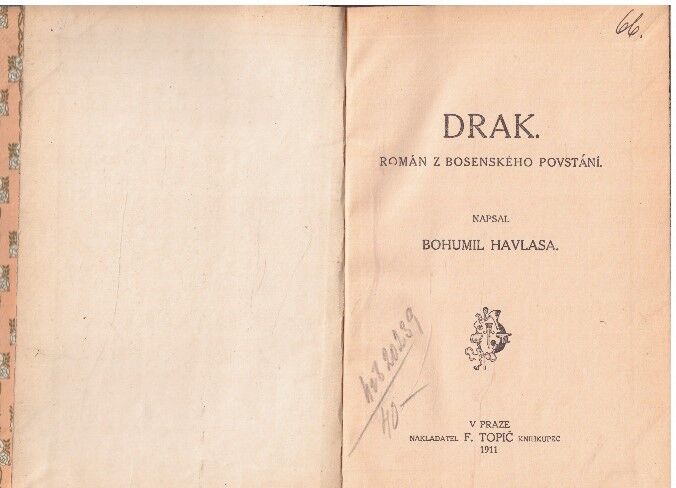 66.
DRAK.
ROMÁN Z BOSENSKÉHO POVSTÁNÍ.
NAPSAL
BOHUMIL HAVLASA.
40—
V PRAZE
NAKLADATEL F. TOPIČ KNIHKUPEC
1911